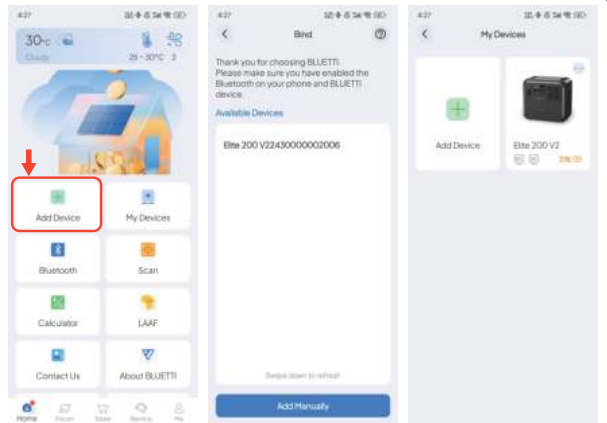 4:27
30°c
Cloudy
26~30°C 3
Add Device
My Devices
Bluetooth
Scan
Calculator
LAAF
Contact Us
About BLUETTI
Home
Forum
Store
Service
Me
4:27
Bind
Thank you for choosing BLUETTI.
Please make sure you have enabled the
Bluetooth on your phone and BLUETTI
device.
Available Devices
Elite 200 V22430000002006
Swipe down to refresh
Add Manually
4:27
My Devices
Add Device
Elite 200 V2